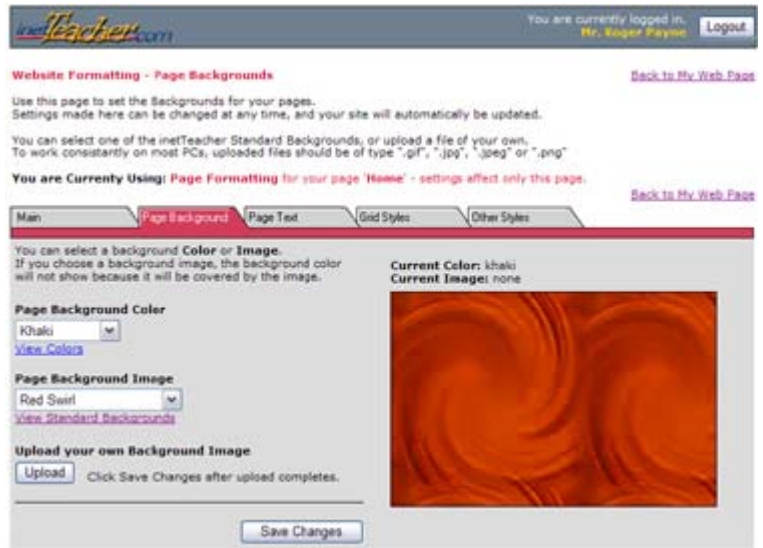 inetTeacher.com
You are currently logged in.
Mr. Roger Payne
Logout
Website Formatting - Page Backgrounds
Back to My Web Page
Use this page to set the Backgrounds for your pages.
Settings made here can be changed at any time, and your site will automatically be updated.
You can select one of the inetTeacher Standard Backgrounds, or upload a file of your own.
To work consistantly on most PCs, uploaded files should be of type ".gif", ".jpg", ".jpeg" or ".png"
You are Currenty Using: Page Formatting for your page 'Home' - settings affect only this page.
Back to My Web Page
Main
Page Background
Page Text
Grid Styles
Other Styles
You can select a background Color or Image.
If you choose a background image, the background color
will not show because it will be covered by the image.
Current Color: khaki
Current Image: none
Page Background Color
Khaki
View Colors
Page Background Image
Red Swirl
View Standard Backgrounds
Upload your own Background Image
Upload
Click Save Changes after upload completes.
Save Changes